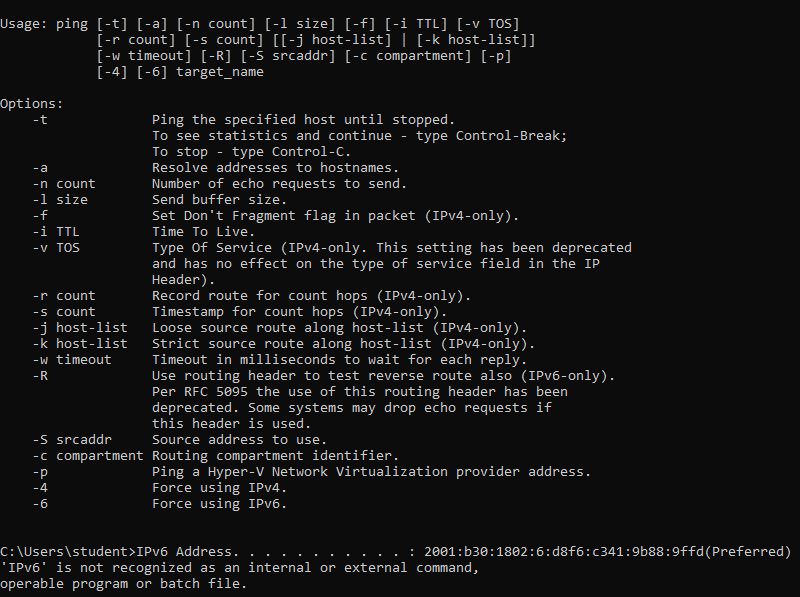 Usage: ping [-t] [-a] [-n count] [-l size] [-f] [-i TTL] [-v TOS]
            [-r count] [-s count] [[-j host-list] | [-k host-list]]
            [-w timeout] [-R] [-S srcaddr] [-c compartment] [-p]
            [-4] [-6] target_name

Options:
    -t             Ping the specified host until stopped.
                   To see statistics and continue - type Control-Break;
                   To stop - type Control-C.
    -a             Resolve addresses to hostnames.
    -n count       Number of echo requests to send.
    -l size        Send buffer size.
    -f             Set Don't Fragment flag in packet (IPv4-only).
    -i TTL         Time To Live.
    -v TOS         Type Of Service (IPv4-only. This setting has been deprecated
                   and has no effect on the type of service field in the IP
                   Header).
    -r count       Record route for count hops (IPv4-only).
    -s count       Timestamp for count hops (IPv4-only).
    -j host-list   Loose source route along host-list (IPv4-only).
    -k host-list   Strict source route along host-list (IPv4-only).
    -w timeout     Timeout in milliseconds to wait for each reply.
    -R             Use routing header to test reverse route also (IPv6-only).
                   Per RFC 5095 the use of this routing header has been
                   deprecated. Some systems may drop echo requests if
                   this header is used.
    -S srcaddr     Source address to use.
    -c compartment Routing compartment identifier.
    -p             Ping a Hyper-V Network Virtualization provider address.
    -4             Force using IPv4.
    -6             Force using IPv6.

C:\Users\student>IPv6 Address. . . . . . . . . . . : 2001:b30:1802:6:d8f6:c341:9b88:9ffd(Preferred)
'IPv6' is not recognized as an internal or external command,
operable program or batch file.